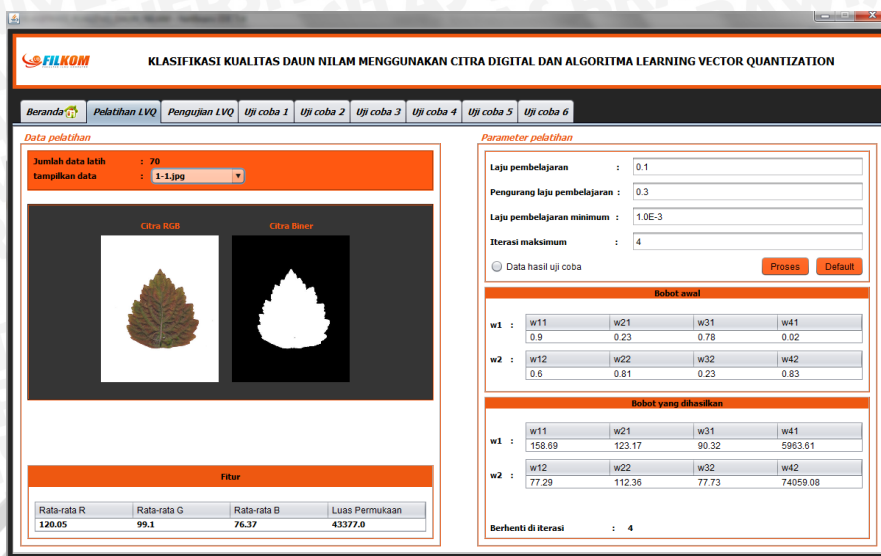 FILKOM
KLASIFIKASI KUALITAS DAUN NILAM MENGGUNAKAN CITRA DIGITAL DAN ALGORITMA LEARNING VECTOR QUANTIZATION
Beranda Pelatihan LVQ Pengujian LVQ Uji coba 1 Uji coba 2 Uji coba 3 Uji coba 4 Uji coba 5 Uji coba 6
Data pelatihan
Jumlah data latih : 70
tampilkan data : 1-1.jpg
Citra RGB Citra Biner
Fitur
Rata-rata R Rata-rata G Rata-rata B Luas Permukaan
120.05 99.1 76.37 43377.0
Parameter pelatihan
Laju pembelajaran : 0.1
Pengurang laju pembelajaran : 0.3
Laju pembelajaran minimum : 1.0E-3
Iterasi maksimum : 4
Data hasil uji coba Proses Default
Bobot awal
w1 : w11 w21 w31 w41
0.9 0.23 0.78 0.02
w2 : w12 w22 w32 w42
0.6 0.81 0.23 0.83
Bobot yang dihasilkan
w1 : w11 w21 w31 w41
158.69 123.17 90.32 5963.61
w2 : w12 w22 w32 w42
77.29 112.36 77.73 74059.08
Berhenti di iterasi : 4